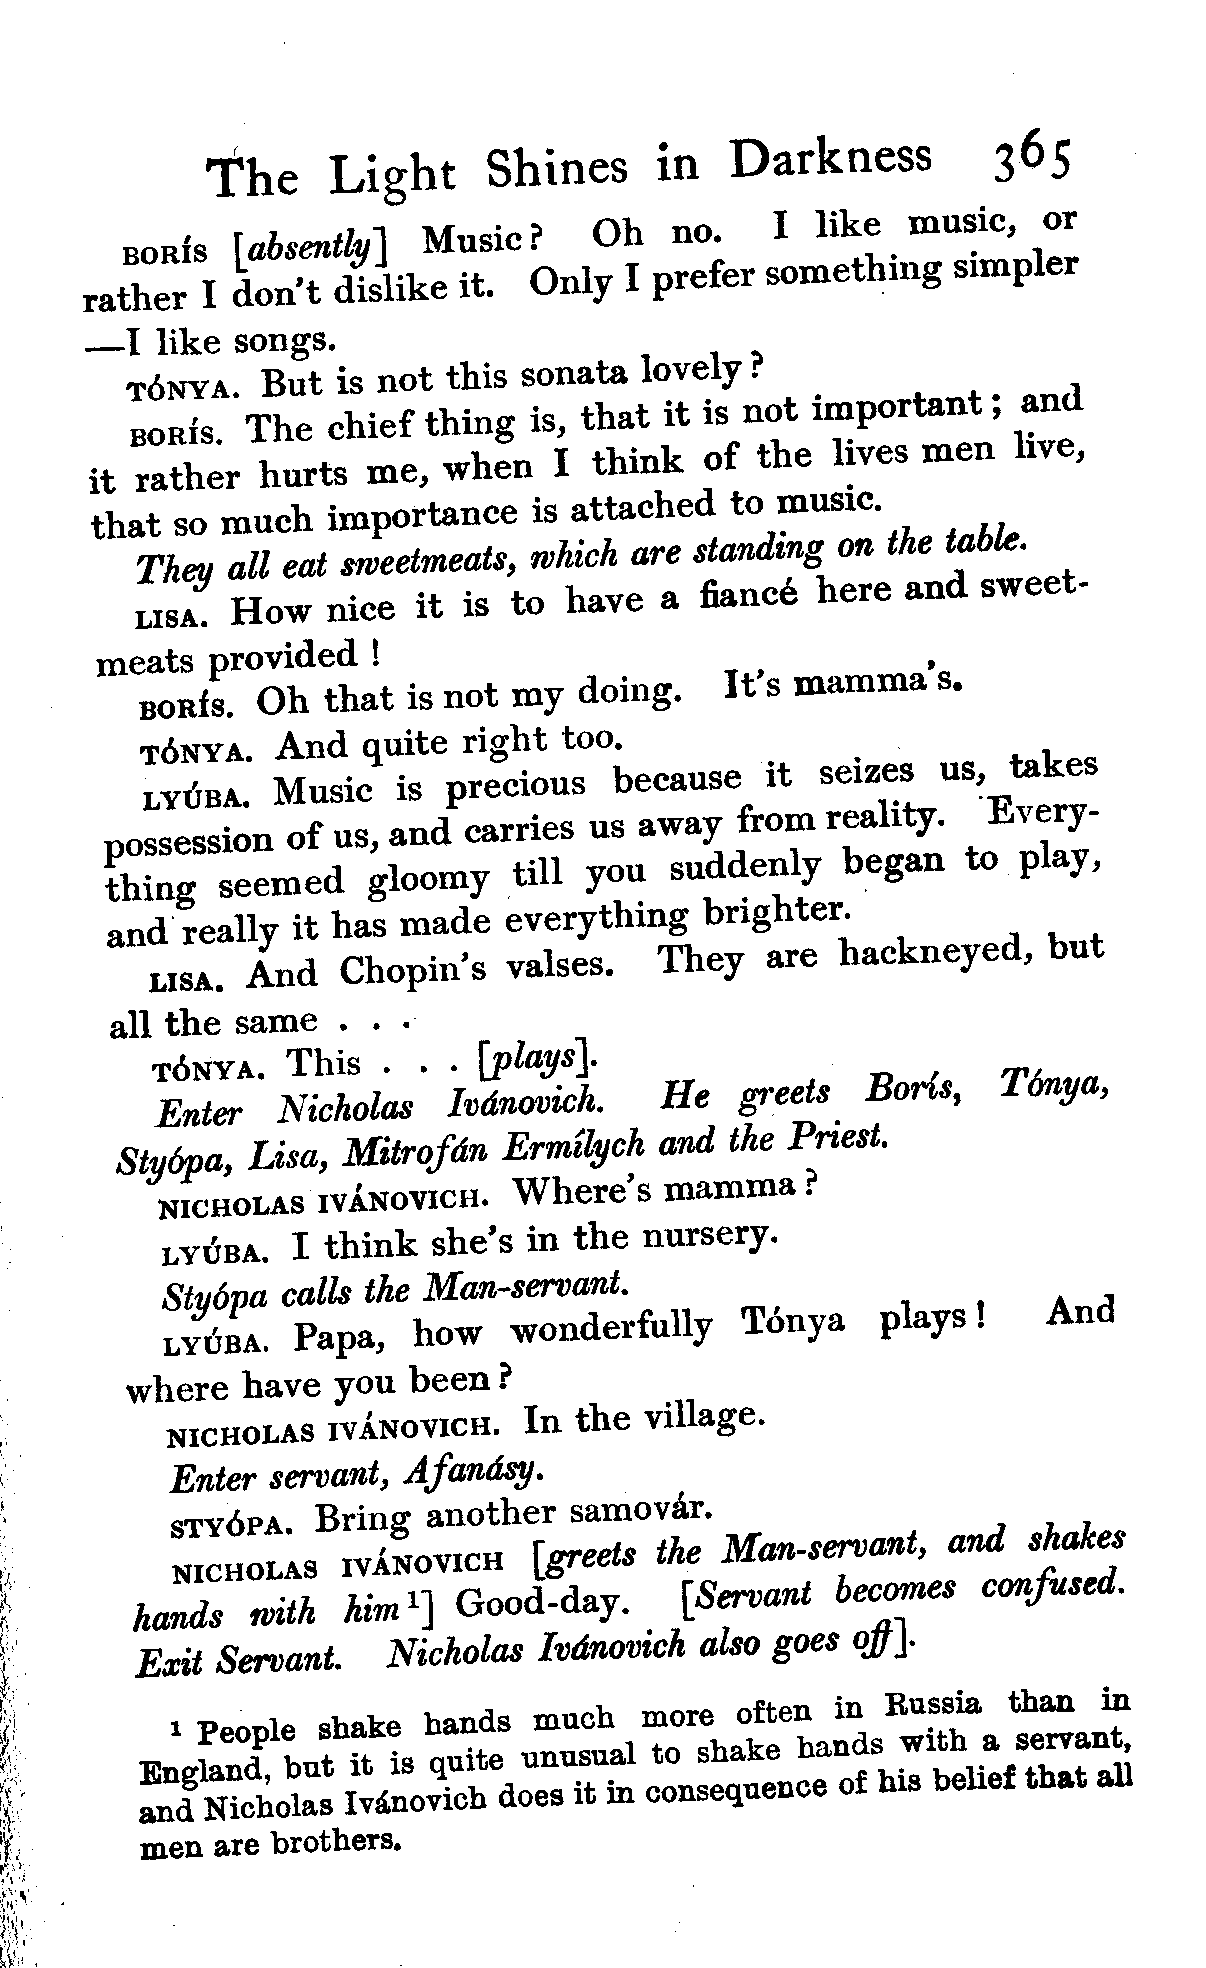 The Light Shines in Darkness 365
BORÍS [absently] Music? Oh no. I like music, or
rather I don't dislike it. Only I prefer something simpler
—I like songs.
TÓNYA. But is not this sonata lovely?
BORÍS. The chief thing is, that it is not important; and
it rather hurts me, when I think of the lives men live,
that so much importance is attached to music.
They all eat sweetmeats, which are standing on the table.
LISA. How nice it is to have a fiancé here and sweet-
meats provided!
BORÍS. Oh that is not my doing. It's mamma's.
TÓNYA. And quite right too.
LYÚBA. Music is precious because it seizes us, takes
possession of us, and carries us away from reality. Every-
thing seemed gloomy till you suddenly began to play,
and really it has made everything brighter.
LISA. And Chopin's valses. They are hackneyed, but
all the same . . .
TÓNYA. This . . . [plays].
Enter Nicholas Ivánovich. He greets Borís, Tónya,
Styópa, Lisa, Mitrofán Ermílych and the Priest.
NICHOLAS IVÁNOVICH. Where's mamma?
LYÚBA. I think she's in the nursery.
Styópa calls the Man-servant.
LYÚBA. Papa, how wonderfully Tónya plays! And
where have you been?
NICHOLAS IVÁNOVICH. In the village.
Enter servant, Afanásy.
STYÓPA. Bring another samovár.
NICHOLAS IVÁNOVICH [greets the Man-servant, and shakes
hands with him ¹] Good-day. [Servant becomes confused.
Exit Servant. Nicholas Ivánovich also goes off].
¹ People shake hands much more often in Russia than in
England, but it is quite unusual to shake hands with a servant,
and Nicholas Ivánovich does it in consequence of his belief that all
men are brothers.